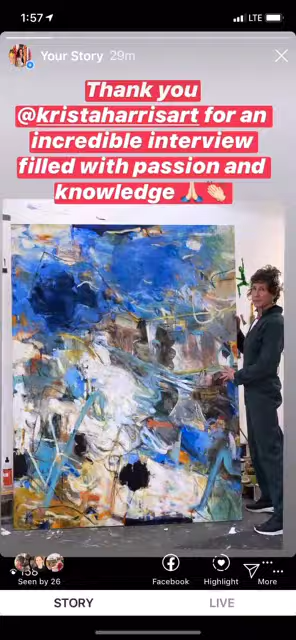 1:57
LTE
Your Story 29m
Thank you
@kristaharrisart for an
incredible interview
filled with passion and
knowledge 🙏🏻👏🏻
Seen by 26
Facebook
Highlight
More
STORY
LIVE